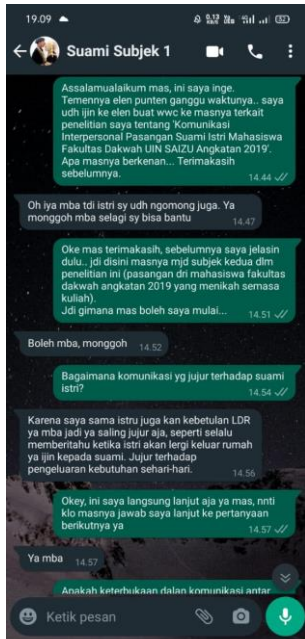 19.09
Suami Subjek 1
Assalamualaikum mas, ini saya inge.
Temennya elen punten ganggu waktunya.. saya
udh ijin ke elen buat wwc ke masnya terkait
penelitian saya tentang 'Komunikasi
Interpersonal Pasangan Suami Istri Mahasiswa
Fakultas Dakwah UIN SAIZU Angkatan 2019'.
Apa masnya berkenan... Terimakasih
sebelumnya.
14.44
Oh iya mba tdi istri sy udh ngomong juga. Ya
monggoh mba selagi sy bisa bantu
14.47
Oke mas terimakasih, sebelumnya saya jelasin
dulu.. jdi disini masnya mjd subjek kedua dlm
penelitian ini (pasangan dri mahasiswa fakultas
dakwah angkatan 2019 yang menikah semasa
kuliah).
Jdi gimana mas boleh saya mulai...
14.51
Boleh mba, monggoh
14.52
Bagaimana komunikasi yg jujur terhadap suami
istri?
14.54
Karena saya sama istru juga kan kebetulan LDR
ya mba jadi ya saling jujur aja, seperti selalu
memberitahu ketika istri akan lergi keluar rumah
ya ijin kepada suami. Jujur terhadap
pengeluaran kebutuhan sehari-hari.
14.56
Okey, ini saya langsung lanjut aja ya mas, nnti
klo masnya jawab saya lanjut ke pertanyaan
berikutnya ya
14.57
Ya mba
14.57
Apakah keterbukaan dalan komunikasi antar
Ketik pesan